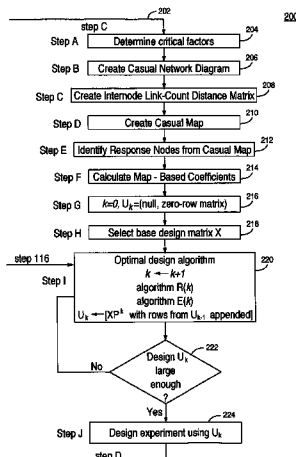 202
step C
200
204
Step A Determine critical factors
206
Step B Create Casual Network Diagram
208
Step C Create Internode Link-Count Distance Matrix
210
Step D Create Casual Map
212
Step E Identify Response Nodes from Casual Map
214
Step F Calculate Map - Based Coefficients
216
Step G k=0, Uk=(null, zero-row matrix)
218
Step H Select base design matrix X
step 116
220
Step I
Optimal design algorithm
k ← k+1
algorithm R(k)
algorithm E(k)
Uk ← [XP^k with rows from Uk-1 appended]
222
No
Design Uk
large
enough
?
Yes
224
Step J Design experiment using Uk
step D